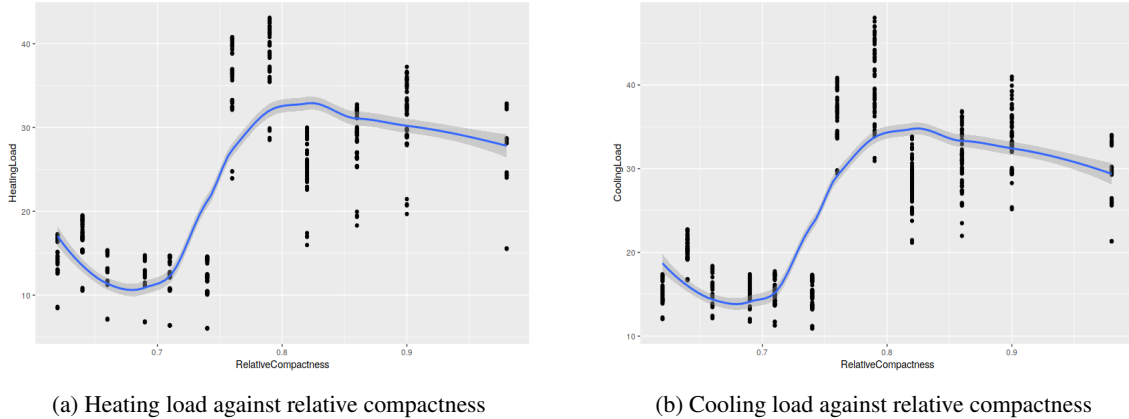 40
30
20
10
HeatingLoad
0.7
0.8
0.9
RelativeCompactness
50
40
30
20
10
CoolingLoad
0.7
0.8
0.9
RelativeCompactness
(a) Heating load against relative compactness
(b) Cooling load against relative compactness